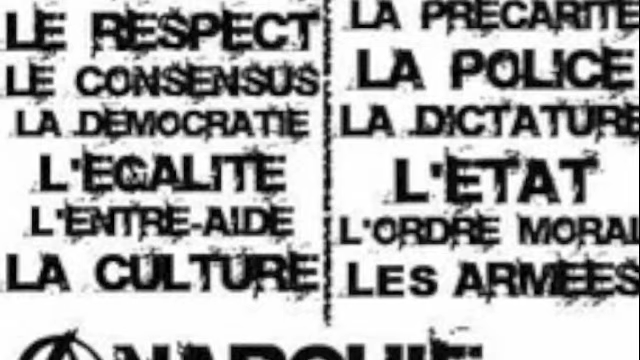 LE RESPECT
LE CONSENSUS
LA DEMOCRATIE
L'EGALITE
L'ENTRE-AIDE
LA CULTURE
LA PRECARITE
LA POLICE
LA DICTATURE
L'ETAT
L'ORDRE MORAL
LES ARMEES
ANARCHIE